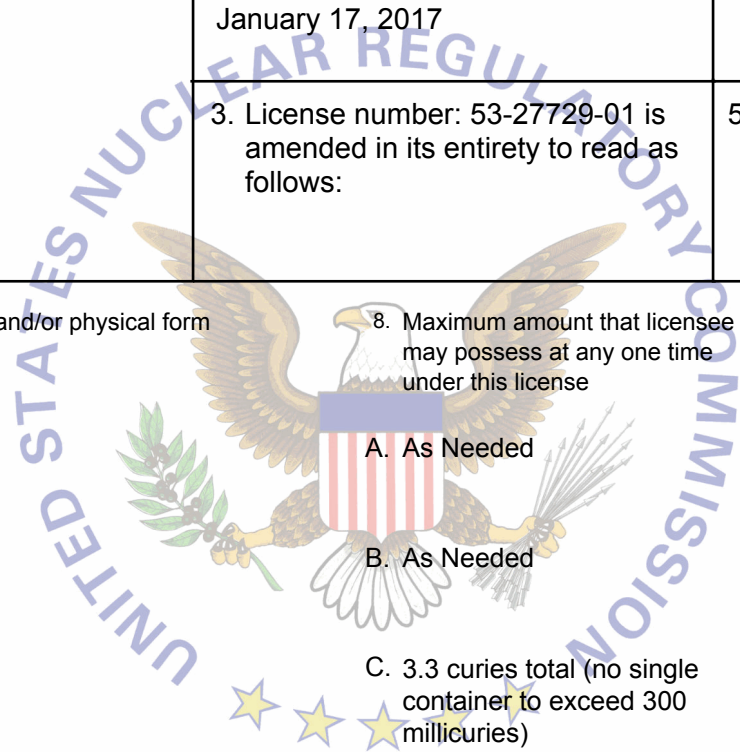 January 17, 2017
3. License number: 53-27729-01 is
amended in its entirety to read as
follows:
5
and/or physical form
8. Maximum amount that licensee
may possess at any one time
under this license
A. As Needed
B. As Needed
C. 3.3 curies total (no single
container to exceed 300
millicuries)
UNITED STATES NUCLEAR REGULATORY COMMISSION